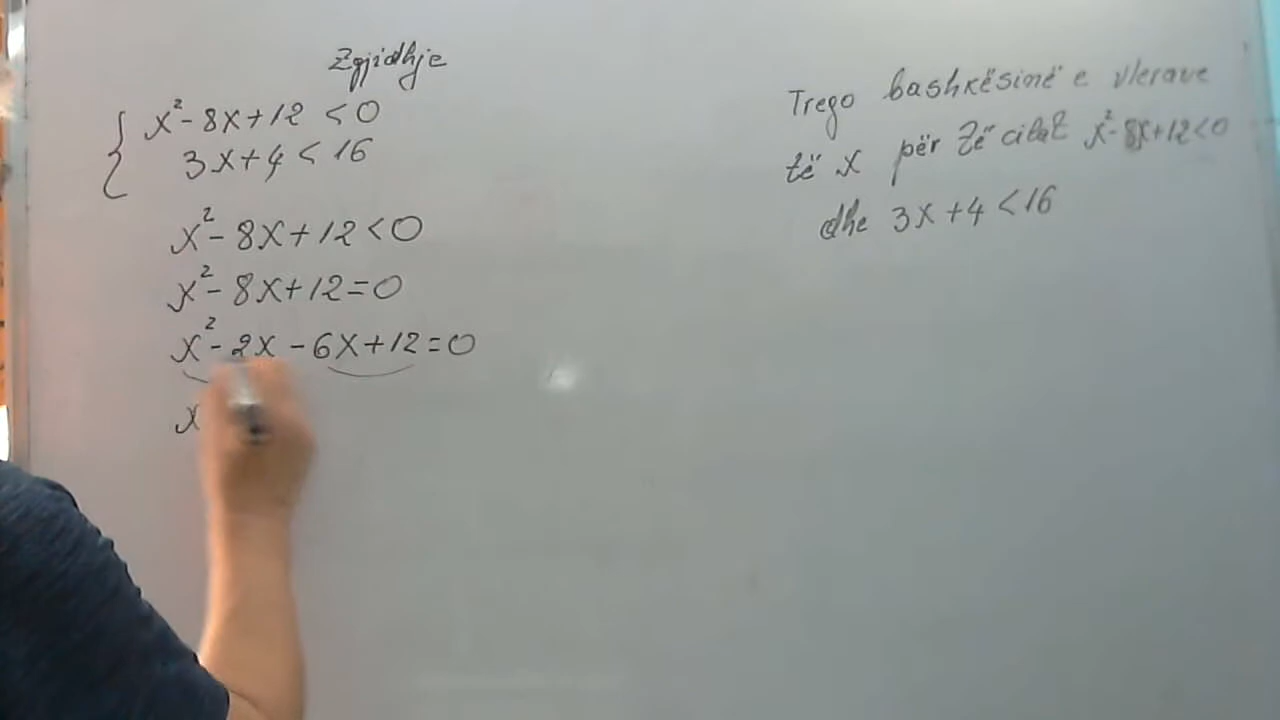 Zgjidhje
x²-8x+12<0
3x+4<16
x²-8x+12<0
x²-8x+12=0
x²-2x-6x+12=0
x
Trego bashkësinë e vlerave
të x për të cilat x²-8x+12<0
dhe 3x+4<16